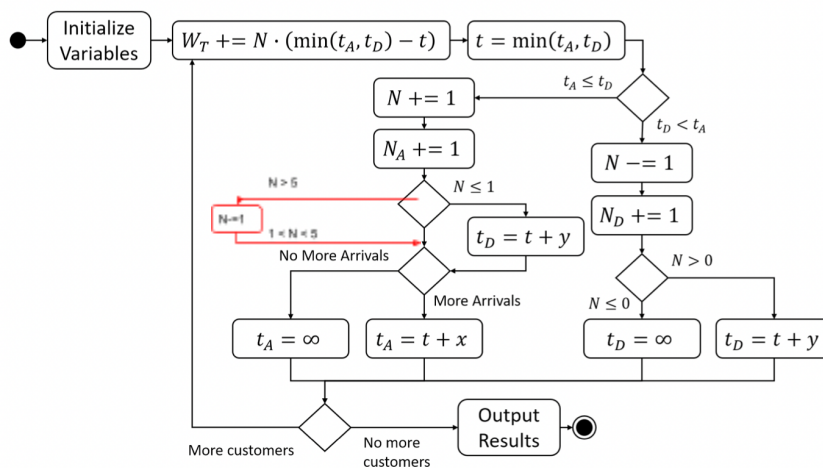 Initialize
Variables
W_T += N · (min(t_A, t_D) − t)
t = min(t_A, t_D)
t_A ≤ t_D
N += 1
t_D < t_A
N_A += 1
N −= 1
N > 5
N ≤ 1
N-=1
N_D += 1
1 < N < 5
t_D = t + y
No More Arrivals
N > 0
More Arrivals
N ≤ 0
t_A = ∞
t_A = t + x
t_D = ∞
t_D = t + y
Output
Results
More customers
No more
customers